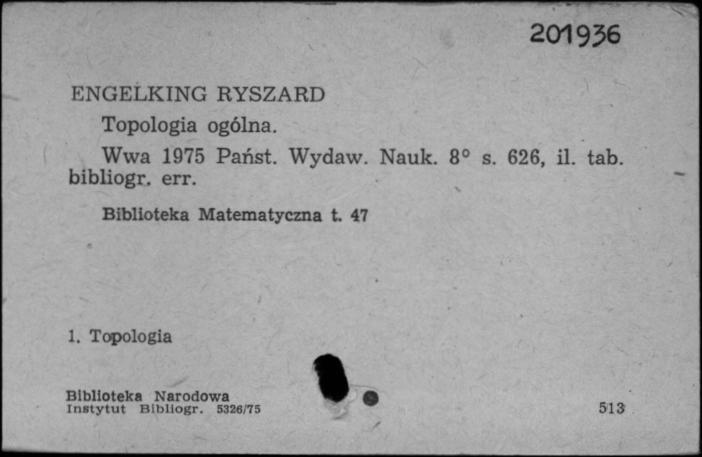 201936
ENGELKING RYSZARD
Topologia ogólna.
Wwa 1975 Państ. Wydaw. Nauk. 8° s. 626, il. tab.
bibliogr. err.
Biblioteka Matematyczna t. 47
1. Topologia
Biblioteka Narodowa
Instytut Bibliogr. 5326/75
513